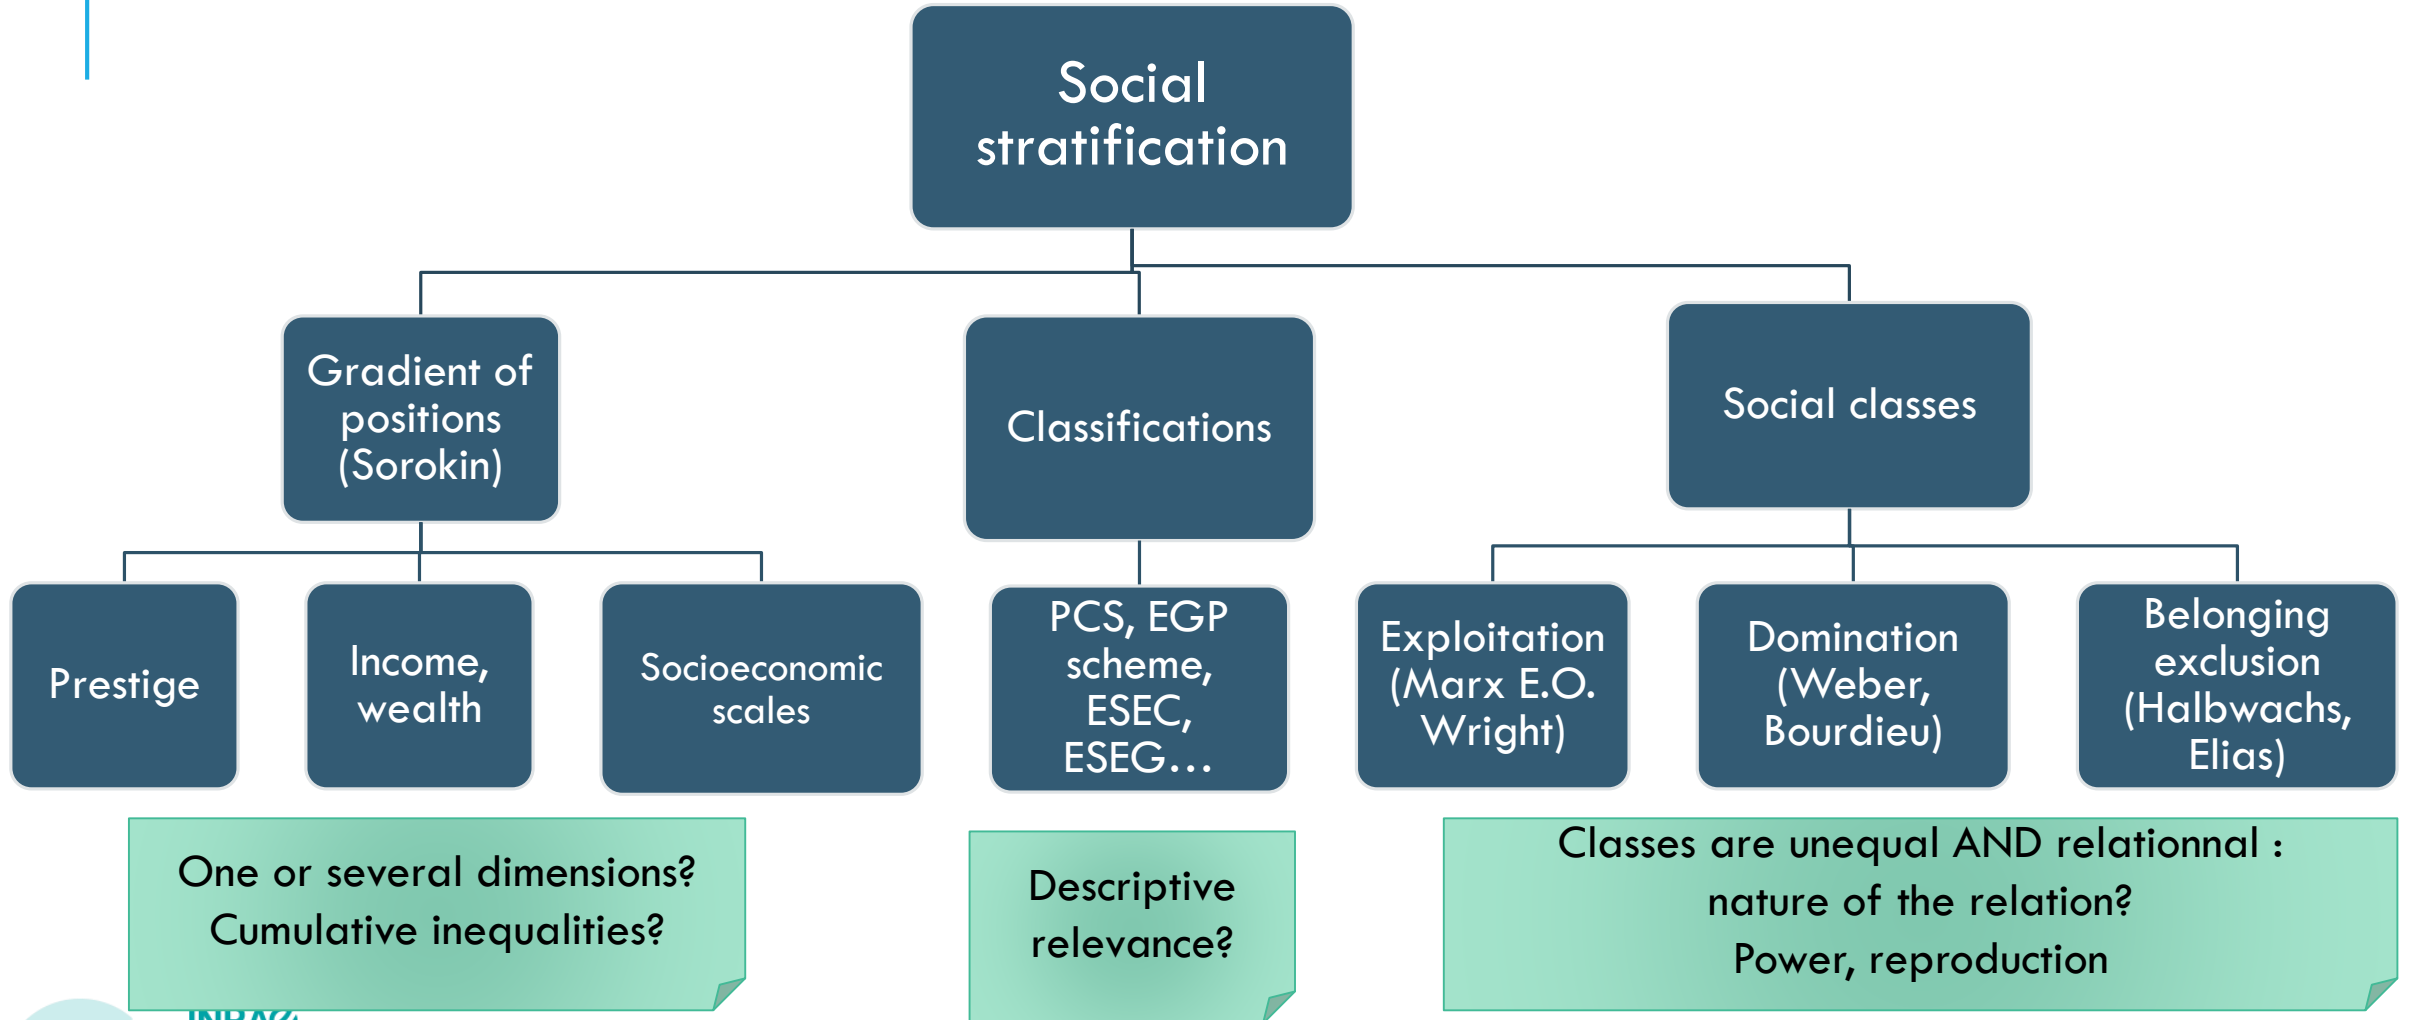 Social
stratification
Gradient of
positions
(Sorokin)
Classifications
Social classes
Prestige
Income,
wealth
Socioeconomic
scales
PCS, EGP
scheme,
ESEC,
ESEG...
Exploitation
(Marx E.O.
Wright)
Domination
(Weber,
Bourdieu)
Belonging
exclusion
(Halbwachs,
Elias)
One or several dimensions?
Cumulative inequalities?
Descriptive
relevance?
Classes are unequal AND relationnal :
nature of the relation?
Power, reproduction
INRAE